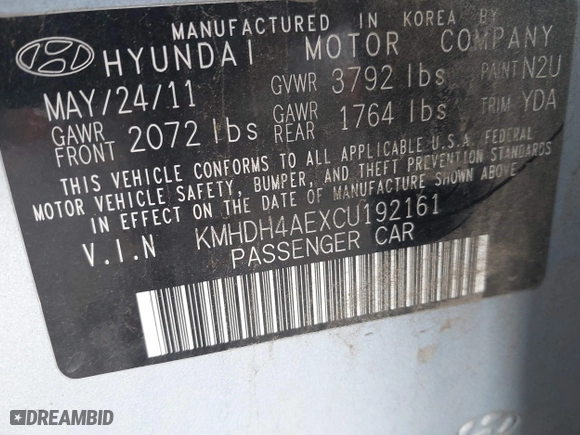 MANUFACTURED IN KOREA BY
HYUNDAI MOTOR COMPANY
MAY/24/11 GVWR 3792 lbs PAINT N2U
GAWR FRONT 2072 lbs GAWR REAR 1764 lbs TRIM YDA
THIS VEHICLE CONFORMS TO ALL APPLICABLE U.S.A. FEDERAL
MOTOR VEHICLE SAFETY, BUMPER, AND THEFT PREVENTION STANDARDS
IN EFFECT ON THE DATE OF MANUFACTURE SHOWN ABOVE
V.I.N KMHDH4AEXCU192161
PASSENGER CAR
DREAMBID